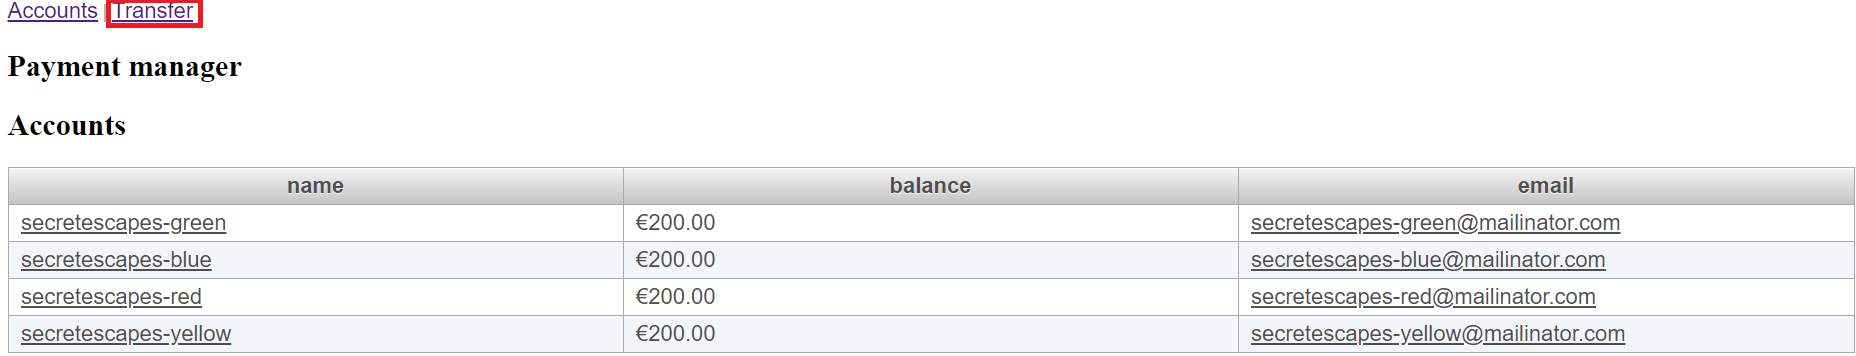 Accounts | Transfer
Payment manager
Accounts
name balance email
secretescapes-green €200.00 secretescapes-green@mailinator.com
secretescapes-blue €200.00 secretescapes-blue@mailinator.com
secretescapes-red €200.00 secretescapes-red@mailinator.com
secretescapes-yellow €200.00 secretescapes-yellow@mailinator.com